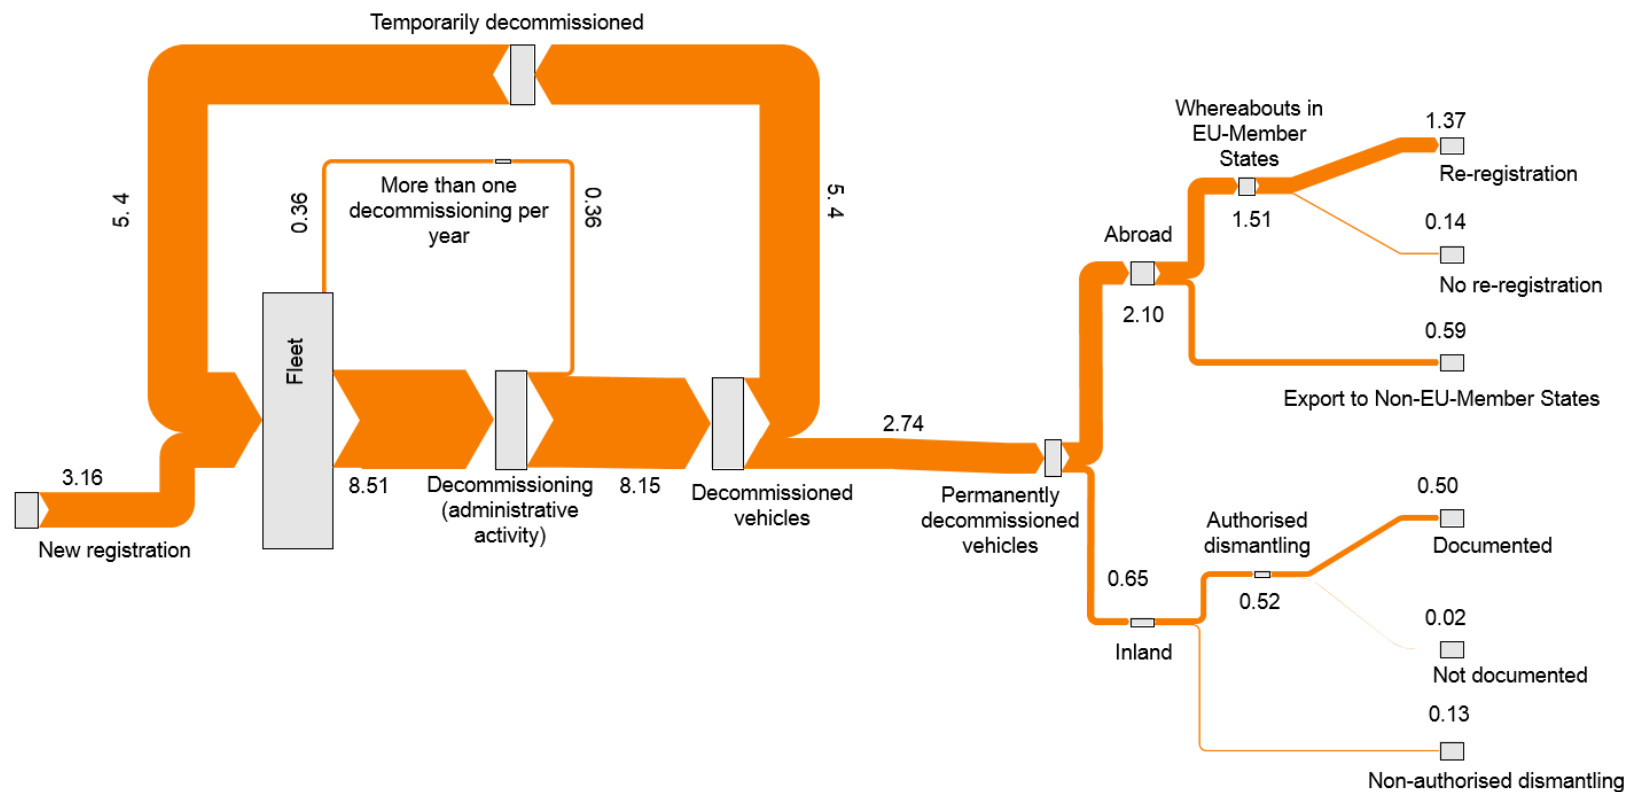 Temporarily decommissioned
5. 4
0.36
More than one
decommissioning per
year
0.36
5. 4
Fleet
3.16
New registration
8.51
Decommissioning
(administrative
activity)
8.15
Decommissioned
vehicles
2.74
Permanently
decommissioned
vehicles
Abroad
2.10
Whereabouts in
EU-Member
States
1.51
1.37
Re-registration
0.14
No re-registration
0.59
Export to Non-EU-Member States
0.65
Inland
Authorised
dismantling
0.52
0.50
Documented
0.02
Not documented
0.13
Non-authorised dismantling